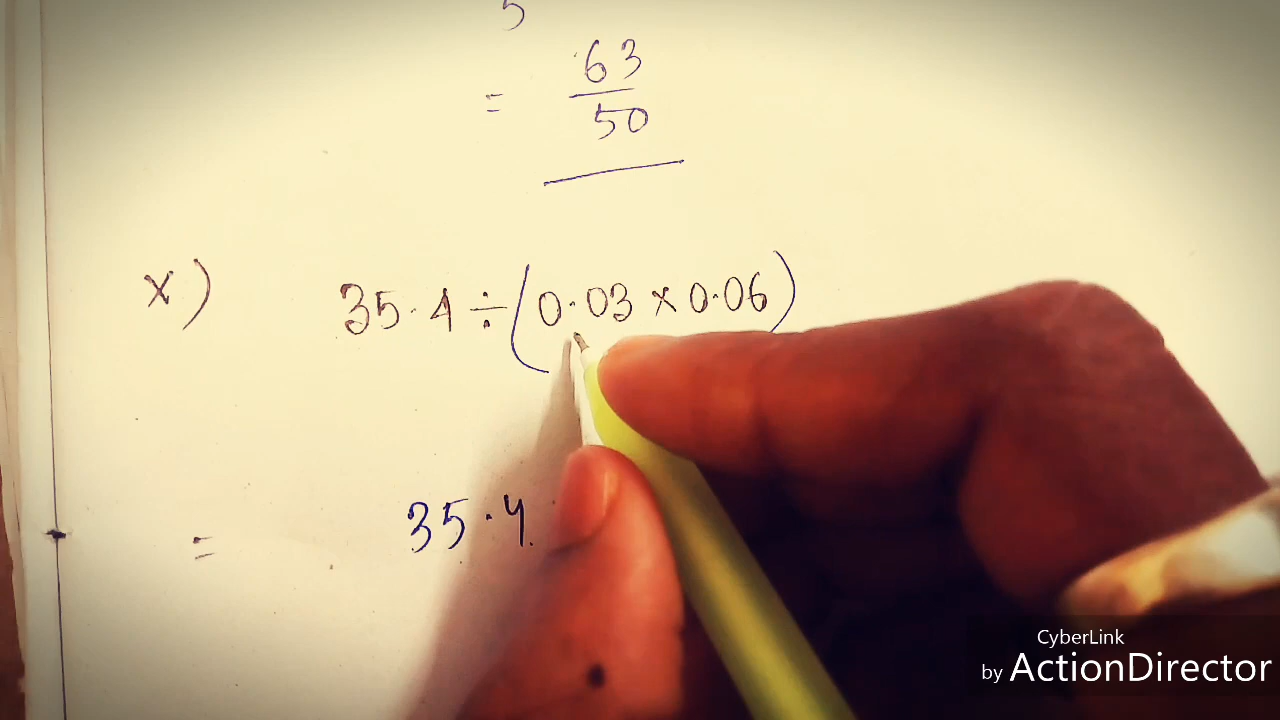 5
63
= ―
50
x) 35.4 ÷ (0.03 × 0.06)
= 35.4
CyberLink
by ActionDirector